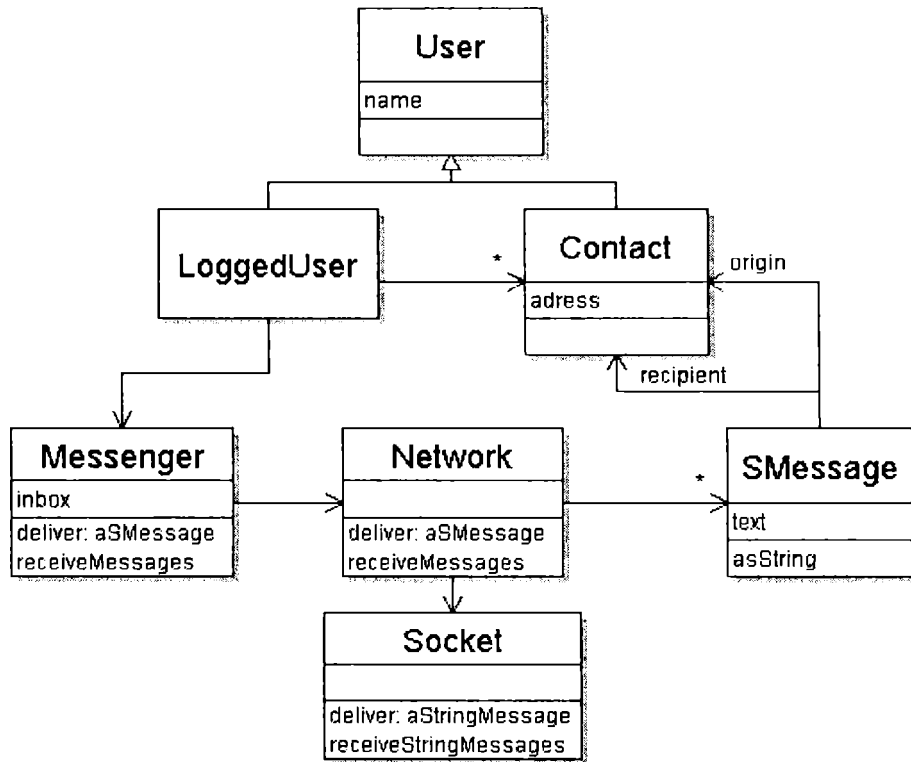 User
name
LoggedUser
*
Contact
adress
origin
recipient
Messenger
inbox
deliver: aSMessage
receiveMessages
Network
deliver: aSMessage
receiveMessages
*
SMessage
text
asString
Socket
deliver: aStringMessage
receiveStringMessages